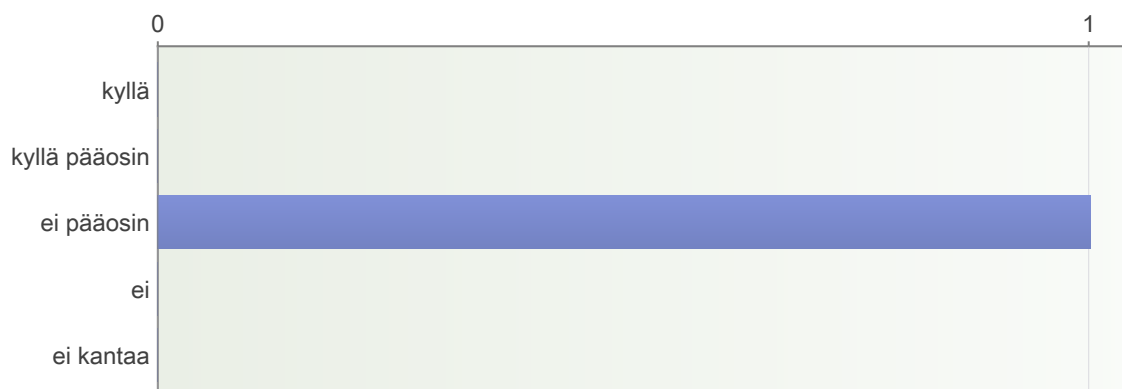 0 1
kyllä
kyllä pääosin
ei pääosin
ei
ei kantaa